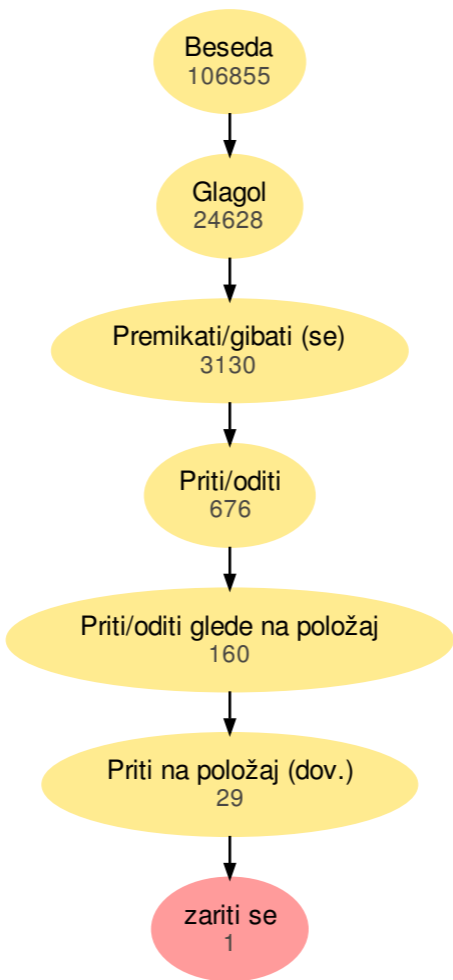 Beseda
106855
Glagol
24628
Premikati/gibati (se)
3130
Priti/oditi
676
Priti/oditi glede na položaj
160
Priti na položaj (dov.)
29
zariti se
1